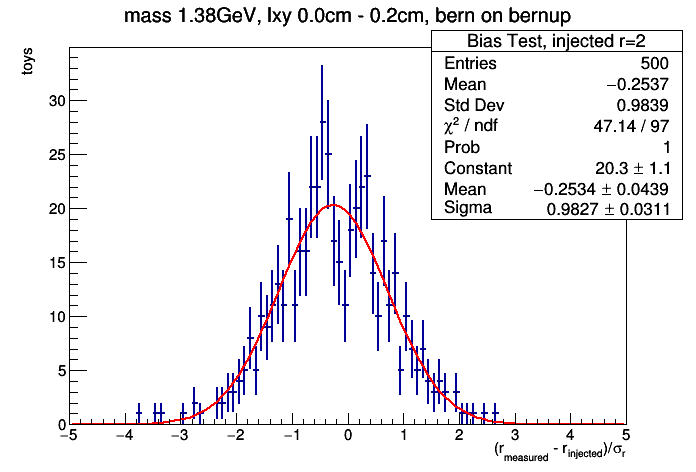 mass 1.38GeV, lxy 0.0cm - 0.2cm, bern on bernup
Bias Test, injected r=2
Entries 500
Mean −0.2537
Std Dev 0.9839
χ² / ndf 47.14 / 97
Prob 1
Constant 20.3 ± 1.1
Mean −0.2534 ± 0.0439
Sigma 0.9827 ± 0.0311
toys
30
25
20
15
10
5
0
−5 −4 −3 −2 −1 0 1 2 3 4 5
(r_measured - r_injected)/σ_r